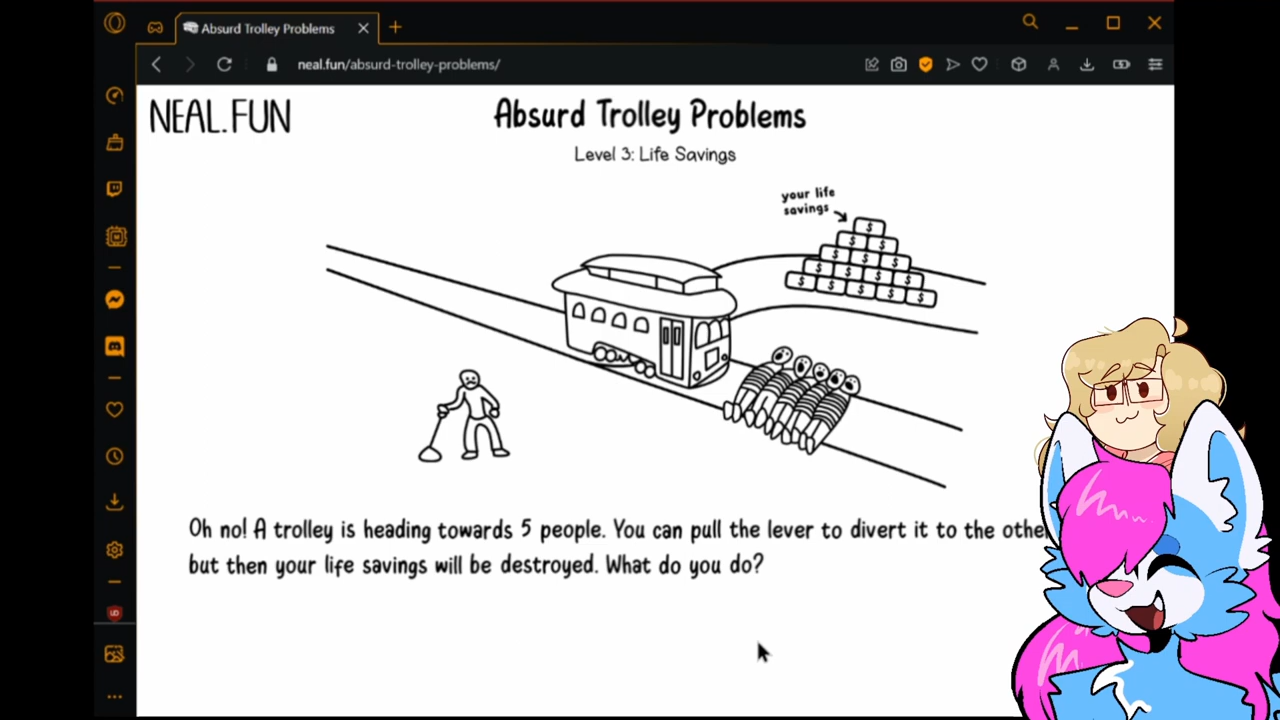 Absurd Trolley Problems
neal.fun/absurd-trolley-problems/
NEAL.FUN
Absurd Trolley Problems
Level 3: Life Savings
your life
savings
$
$ $
$ $ $
$ $ $ $
$ $ $ $ $
Oh no! A trolley is heading towards 5 people. You can pull the lever to divert it to the
but then your life savings will be destroyed. What do you do?
UD